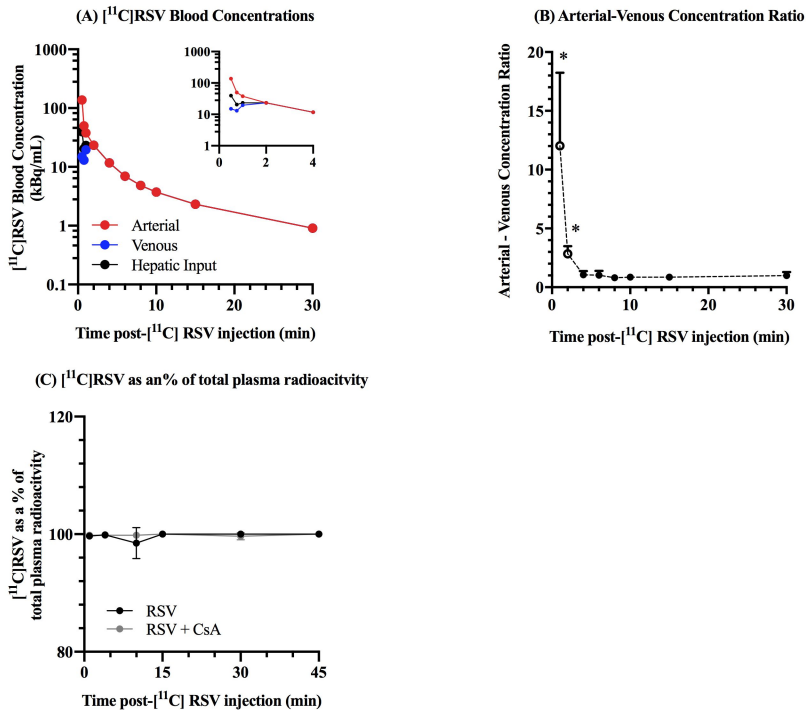 (A) [¹¹C]RSV Blood Concentrations
1000
100
10
1
0.1
[¹¹C]RSV Blood Concentration
(kBq/mL)
1000
100
10
1
0
2
4
Arterial
Venous
Hepatic Input
0
10
20
30
Time post-[¹¹C] RSV injection (min)
(B) Arterial-Venous Concentration Ratio
20
16
12
8
4
0
Arterial - Venous Concentration Ratio
*
*
0
10
20
30
Time post-[¹¹C] RSV injection (min)
(C) [¹¹C]RSV as an% of total plasma radioacitvity
120
100
80
[¹¹C]RSV as a % of
total plasma radioacitvity
RSV
RSV + CsA
0
15
30
45
Time post-[¹¹C] RSV injection (min)